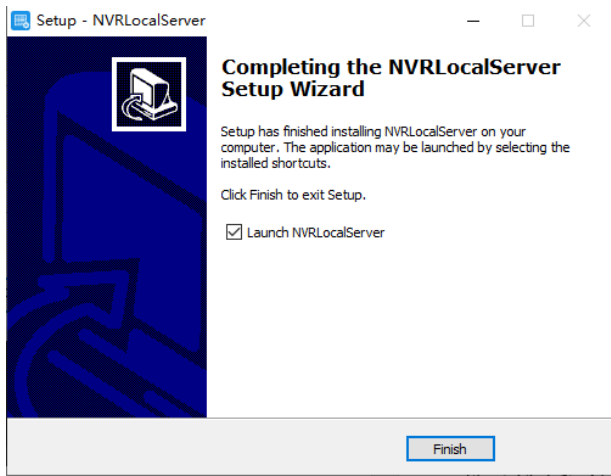 Setup - NVRLocalServer
Completing the NVRLocalServer
Setup Wizard
Setup has finished installing NVRLocalServer on your
computer. The application may be launched by selecting the
installed shortcuts.
Click Finish to exit Setup.
Launch NVRLocalServer
Finish